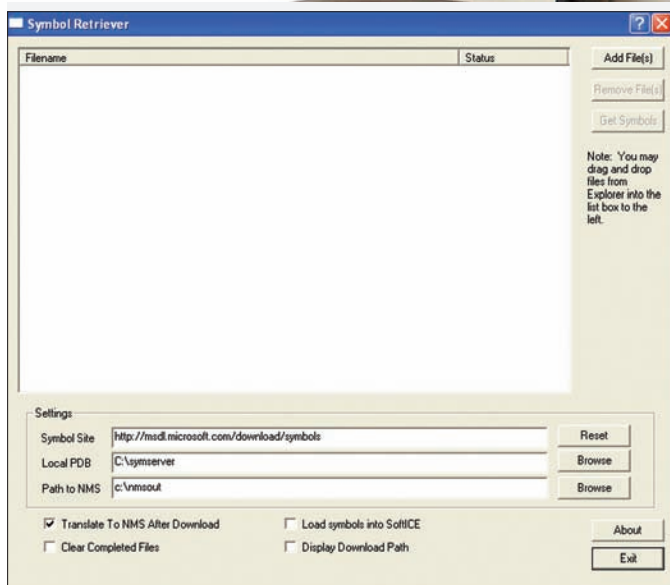 Symbol Retriever
Filename Status
Add File(s)
Remove File(s)
Get Symbols
Note: You may
drag and drop
files from
Explorer into the
list box to the
left.
Settings
Symbol Site http://msdl.microsoft.com/download/symbols Reset
Local PDB C:\symserver Browse
Path to NMS c:\nmsout Browse
Translate To NMS After Download Load symbols into SoftICE
Clear Completed Files Display Download Path
About
Exit